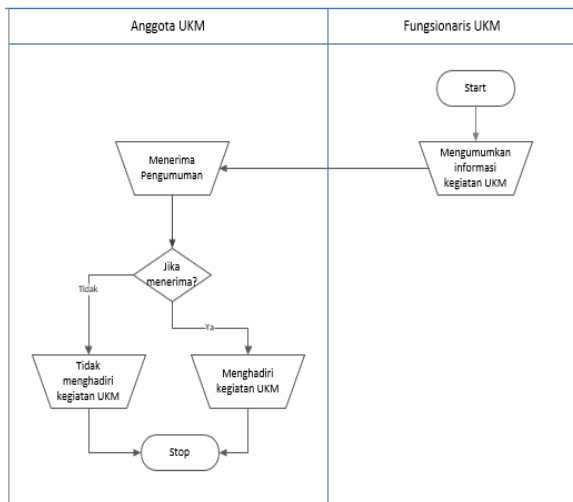 Anggota UKM
Fungsionaris UKM
Start
Mengumumkan
informasi
kegiatan UKM
Menerima
Pengumuman
Jika
menerima?
Tidak
Ya
Tidak
menghadiri
kegiatan UKM
Menghadiri
kegiatan UKM
Stop